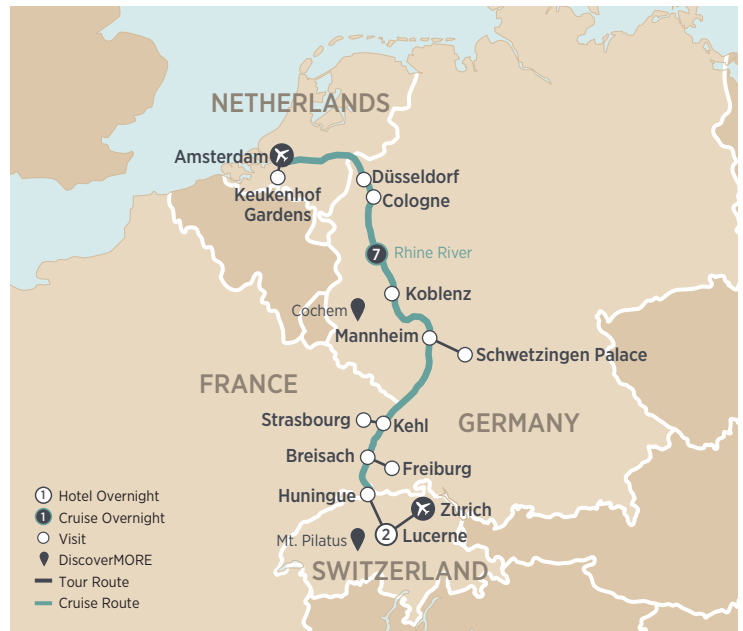 NETHERLANDS
Amsterdam
Keukenhof
Gardens
Düsseldorf
Cologne
7
Rhine River
Koblenz
Cochem
Mannheim
Schwetzingen Palace
FRANCE
Strasbourg
Kehl
GERMANY
Breisach
Freiburg
Huningue
Zurich
2
Lucerne
Mt. Pilatus
SWITZERLAND
1 Hotel Overnight
1 Cruise Overnight
Visit
DiscoverMORE
Tour Route
Cruise Route